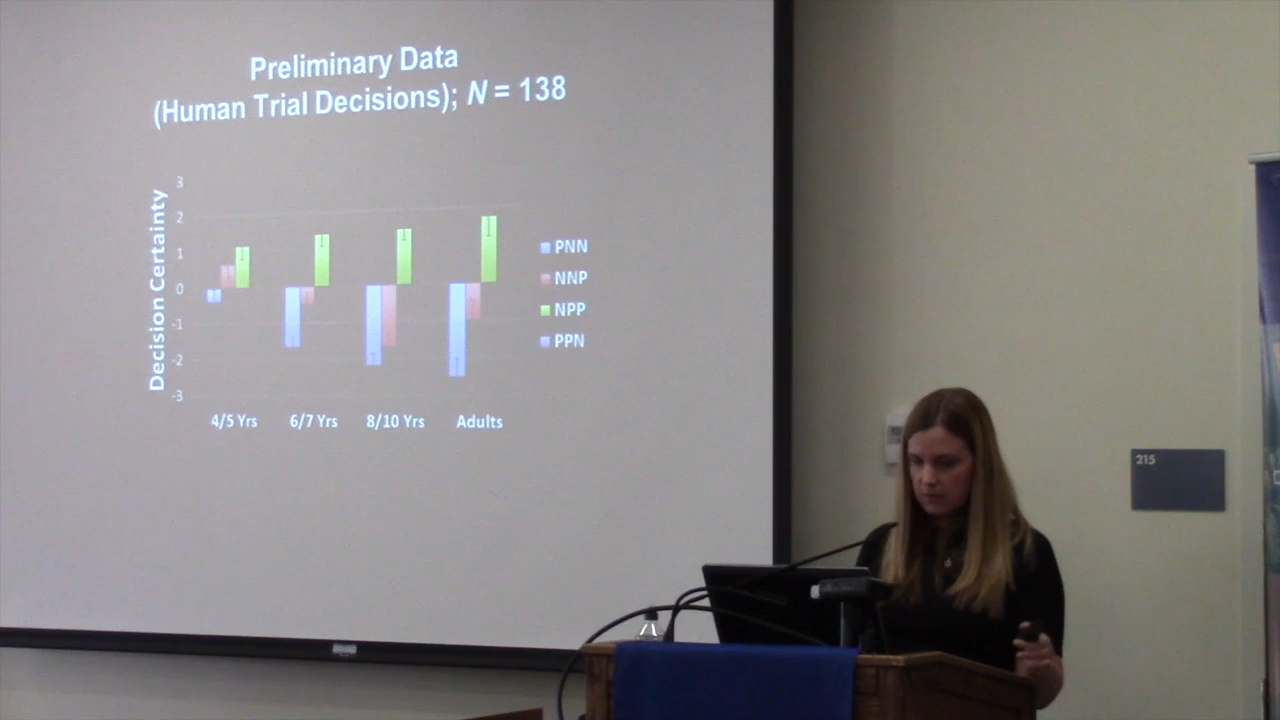 Preliminary Data
(Human Trial Decisions); N = 138
Decision Certainty
3
2
1
0
-1
-2
-3
4/5 Yrs 6/7 Yrs 8/10 Yrs Adults
PNN
NNP
NPP
PPN
215